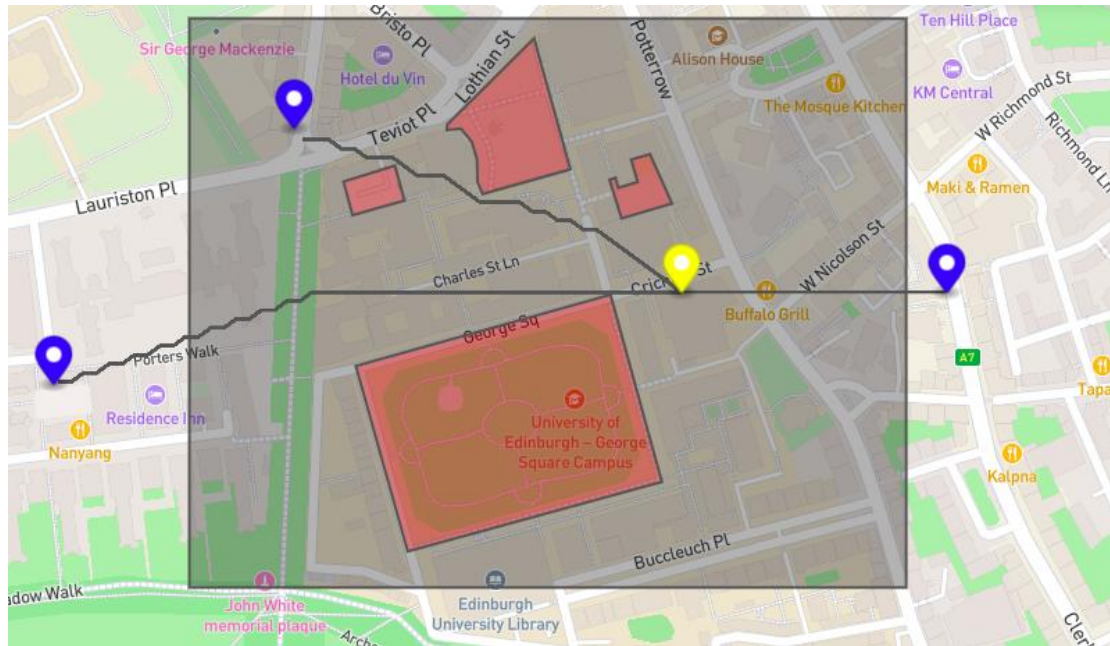 Bristo Pl
Lothian St
Potterrow
Ten Hill Place
Sir George Mackenzie
Alison House
Hotel du Vin
KM Central
W Richmond St
The Mosque Kitchen
Richmond Ln
Teviot Pl
Lauriston Pl
Maki & Ramen
W Nicolson St
Charles St Ln
St
Buffalo Grill
George Sq
Porters Walk
A7
Residence Inn
Tapa
University of
Edinburgh – George
Square Campus
Nanyang
Kalpna
Buccleuch Pl
adow Walk
John White
memorial plaque
Edinburgh
University Library
Arch
Cler